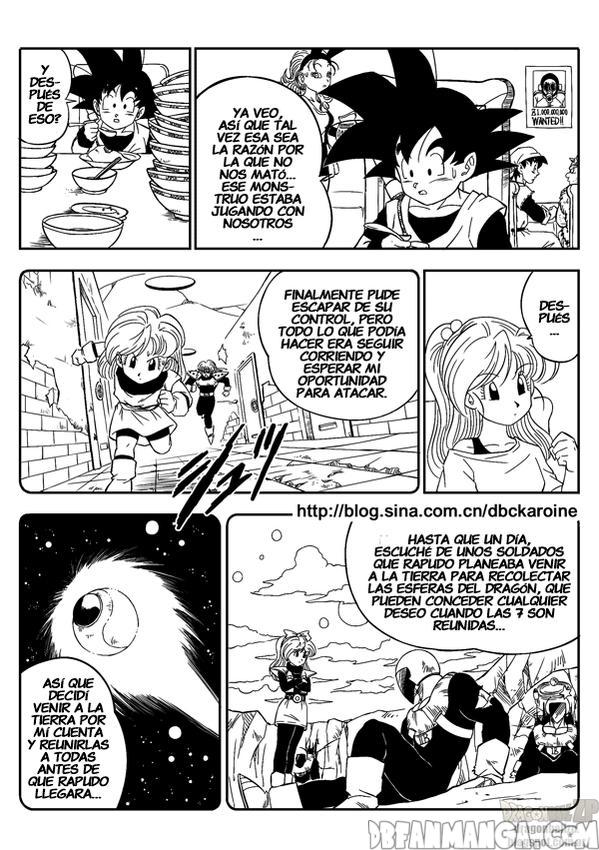 Y
DES-
PUÉS
DE
ESO?
YA VEO,
ASÍ QUE TAL
VEZ ESA SEA
LA RAZÓN POR
LA QUE NO
NOS MATÓ...
ESE MONS-
TRUO ESTABA
JUGANDO CON
NOSOTROS
...
WANTED!!
FINALMENTE PUDE
ESCAPAR DE SU
CONTROL, PERO
TODO LO QUE PODÍA
HACER ERA SEGUIR
CORRIENDO Y
ESPERAR MI
OPORTUNIDAD
PARA ATACAR.
DES-
PUÉS
...
http://blog.sina.com.cn/dbckaroine
HASTA QUE UN DÍA,
ESCUCHÉ DE UNOS SOLDADOS
QUE RAPUDO PLANEABA VENIR
A LA TIERRA PARA RECOLECTAR
LAS ESFERAS DEL DRAGÓN, QUE
PUEDEN CONCEDER CUALQUIER
DESEO CUANDO LAS 7 SON
REUNIDAS...
ASÍ QUE
DECIDÍ
VENIR A LA
TIERRA POR
MÍ CUENTA
Y REUNIRLAS
A TODAS
ANTES DE
QUE RAPUDO
LLEGARA...
DBFANMANGA.COM